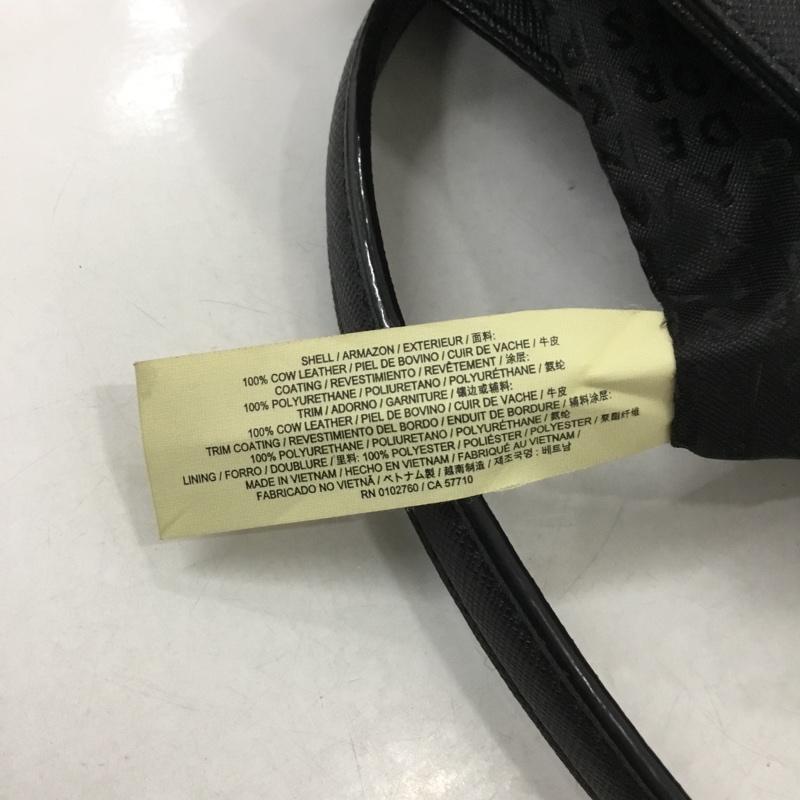 SHELL / ARMAZON / EXTERIEUR / 面料:
100% COW LEATHER / PIEL DE BOVINO / CUIR DE VACHE / 牛皮
COATING / REVESTIMIENTO / REVÊTEMENT / 涂层:
100% POLYURETHANE / POLIURETANO / POLYURÉTHANE / 氨纶
TRIM / ADORNO / GARNITURE / 镶边或辅料:
100% COW LEATHER / PIEL DE BOVINO / CUIR DE VACHE / 牛皮
TRIM COATING / REVESTIMIENTO DEL BORDO / ENDUIT DE BORDURE / 辅料涂层:
100% POLYURETHANE / POLIURETANO / POLYURÉTHANE / 氨纶
LINING / FORRO / DOUBLURE / 里料: 100% POLYESTER / POLIÉSTER / POLYESTER / 聚酯纤维
MADE IN VIETNAM / HECHO EN VIETNAM / FABRIQUÉ AU VIETNAM /
FABRICADO NO VIETNÃ / ベトナム製 / 越南制造 / 제조국명 : 베트남
RN 0102760 / CA 57710